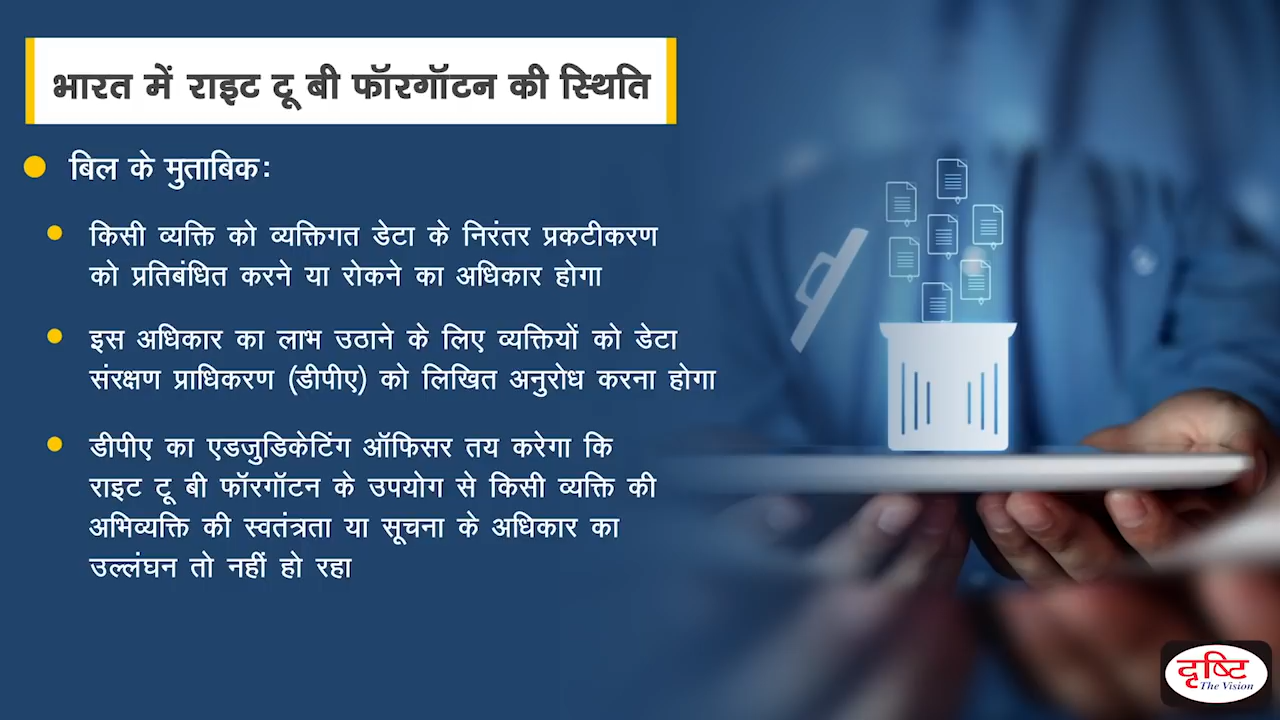 भारत में राइट टू बी फॉरगॉटन की स्थिति
बिल के मुताबिक:
किसी व्यक्ति को व्यक्तिगत डेटा के निरंतर प्रकटीकरण
को प्रतिबंधित करने या रोकने का अधिकार होगा
इस अधिकार का लाभ उठाने के लिए व्यक्तियों को डेटा
संरक्षण प्राधिकरण (डीपीए) को लिखित अनुरोध करना होगा
डीपीए का एडजुडिकेटिंग ऑफिसर तय करेगा कि
राइट टू बी फॉरगॉटन के उपयोग से किसी व्यक्ति की
अभिव्यक्ति की स्वतंत्रता या सूचना के अधिकार का
उल्लंघन तो नहीं हो रहा
दृष्टि
The Vision